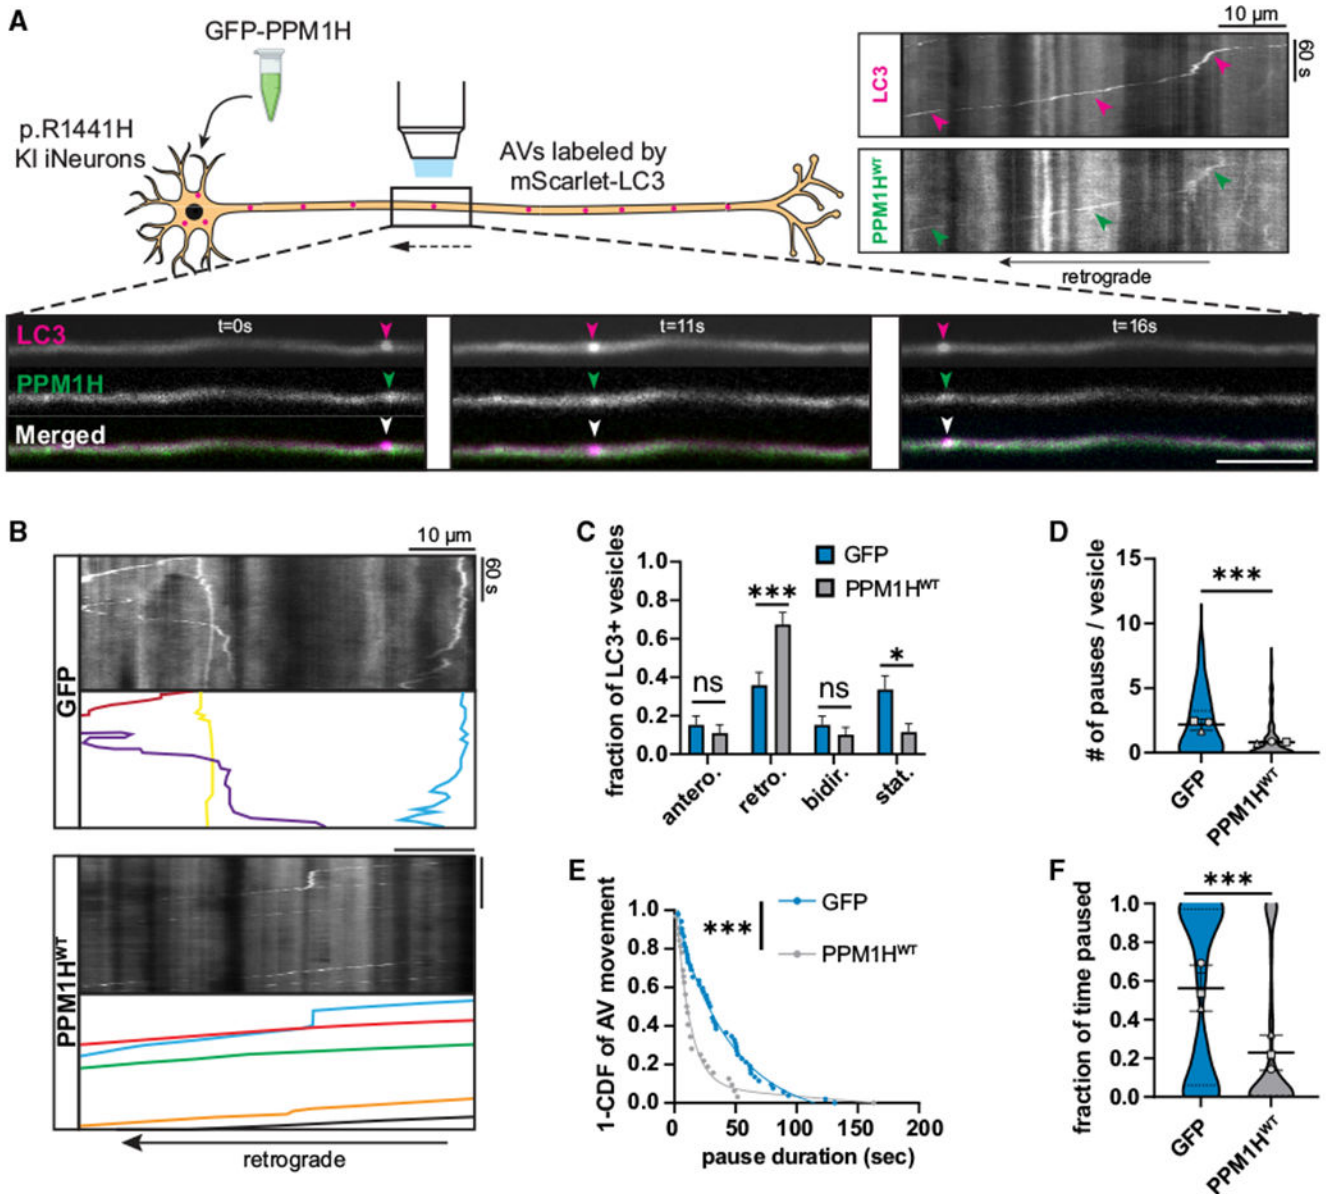 A
GFP-PPM1H
p.R1441H
KI iNeurons
AVs labeled by
mScarlet-LC3
10 µm
60 s
LC3
PPM1Hᵂᵀ
retrograde
LC3
t=0s
t=11s
t=16s
PPM1H
Merged
B
10 µm
60 s
GFP
PPM1Hᵂᵀ
retrograde
C
fraction of LC3+ vesicles
1.0
0.8
0.6
0.4
0.2
0.0
GFP
PPM1Hᵂᵀ
ns
***
ns
*
antero.
retro.
bidir.
stat.
D
# of pauses / vesicle
15
10
5
0
***
GFP
PPM1Hᵂᵀ
E
1-CDF of AV movement
1.0
0.8
0.6
0.4
0.2
0.0
***
GFP
PPM1Hᵂᵀ
0
50
100
150
200
pause duration (sec)
F
fraction of time paused
1.0
0.8
0.6
0.4
0.2
0.0
***
GFP
PPM1Hᵂᵀ